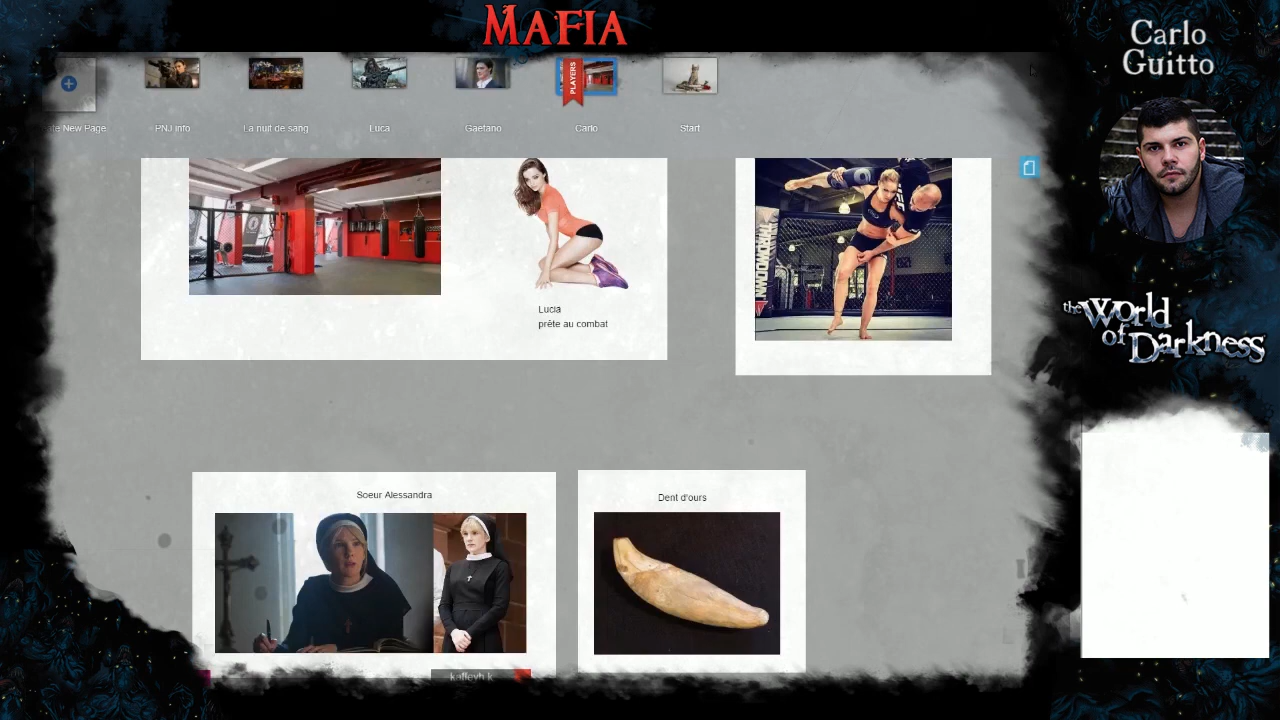 MAFIA
Carlo
Guitto
PLAYERS
te New Page
PNJ info
La nuit de sang
Luca
Gaetano
Carlo
Start
THROWDOWN
Lucia
prête au combat
the World
of Darkness
Soeur Alessandra
Dent d'ours